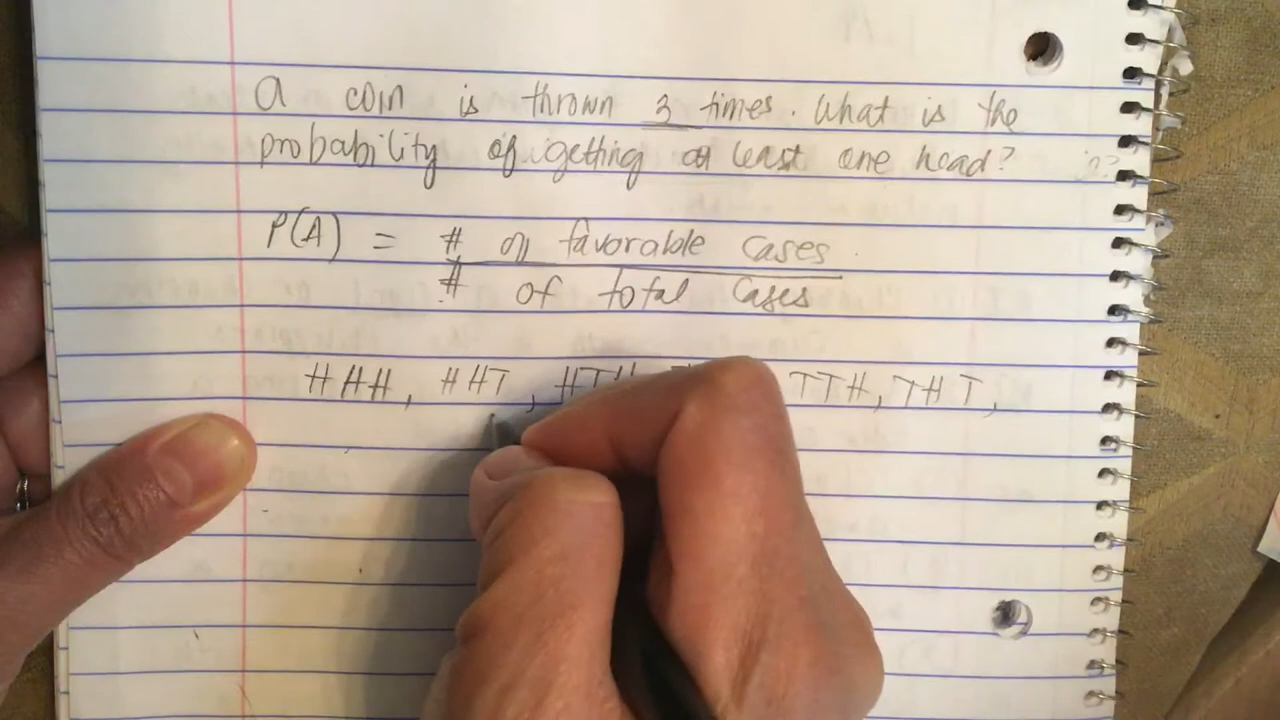 A coin is thrown 3 times. What is the
probability of getting at least one head?
P(A) = # of favorable cases
# of total cases
HHH, HHT, HTH TTH, THT,